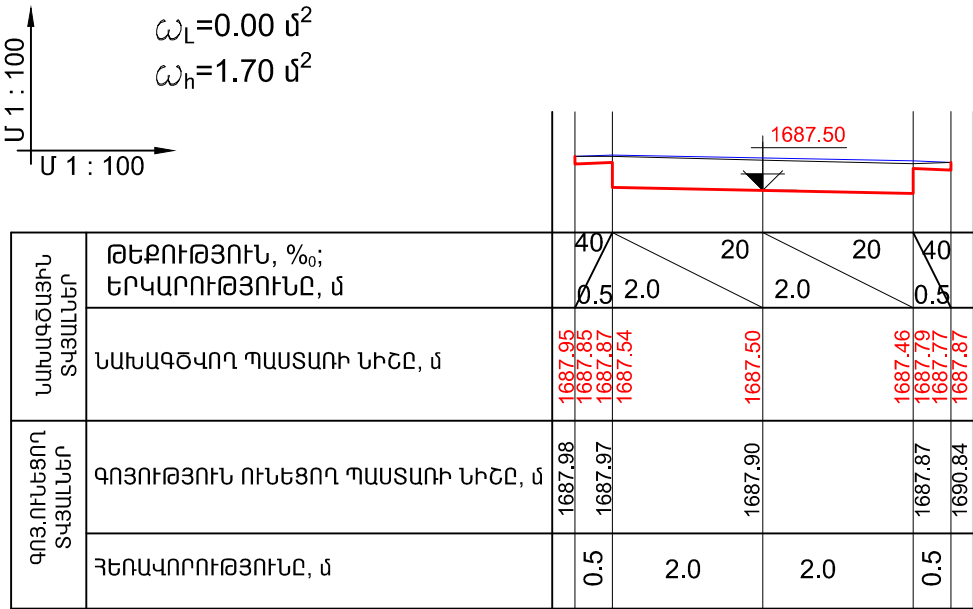 Մ 1 : 100
Մ 1 : 100
ωL=0.00 մ²
ωh=1.70 մ²
1687.50
ՆԱԽԱԳԾԱՅԻՆ
ՏՎՅԱԼՆԵՐ
ԹԵՔՈՒԹՅՈՒՆ, %₀;
ԵՐԿԱՐՈՒԹՅՈՒՆԸ, մ
40 20 20 40
0.5 2.0 2.0 0.5
ՆԱԽԱԳԾՎՈՂ ՊԱՍՏԱՌԻ ՆԻՇԸ, մ
1687.95 1687.85 1687.87 1687.54 1687.50 1687.46 1687.79 1687.77 1687.87
ԳՈՅ.ՈՒՆԵՑՈՂ
ՏՎՅԱԼՆԵՐ
ԳՈՅՈՒԹՅՈՒՆ ՈՒՆԵՑՈՂ ՊԱՍՏԱՌԻ ՆԻՇԸ, մ
1687.98 1687.97 1687.90 1687.87 1690.84
ՀԵՌԱՎՈՐՈՒԹՅՈՒՆԸ, մ
0.5 2.0 2.0 0.5